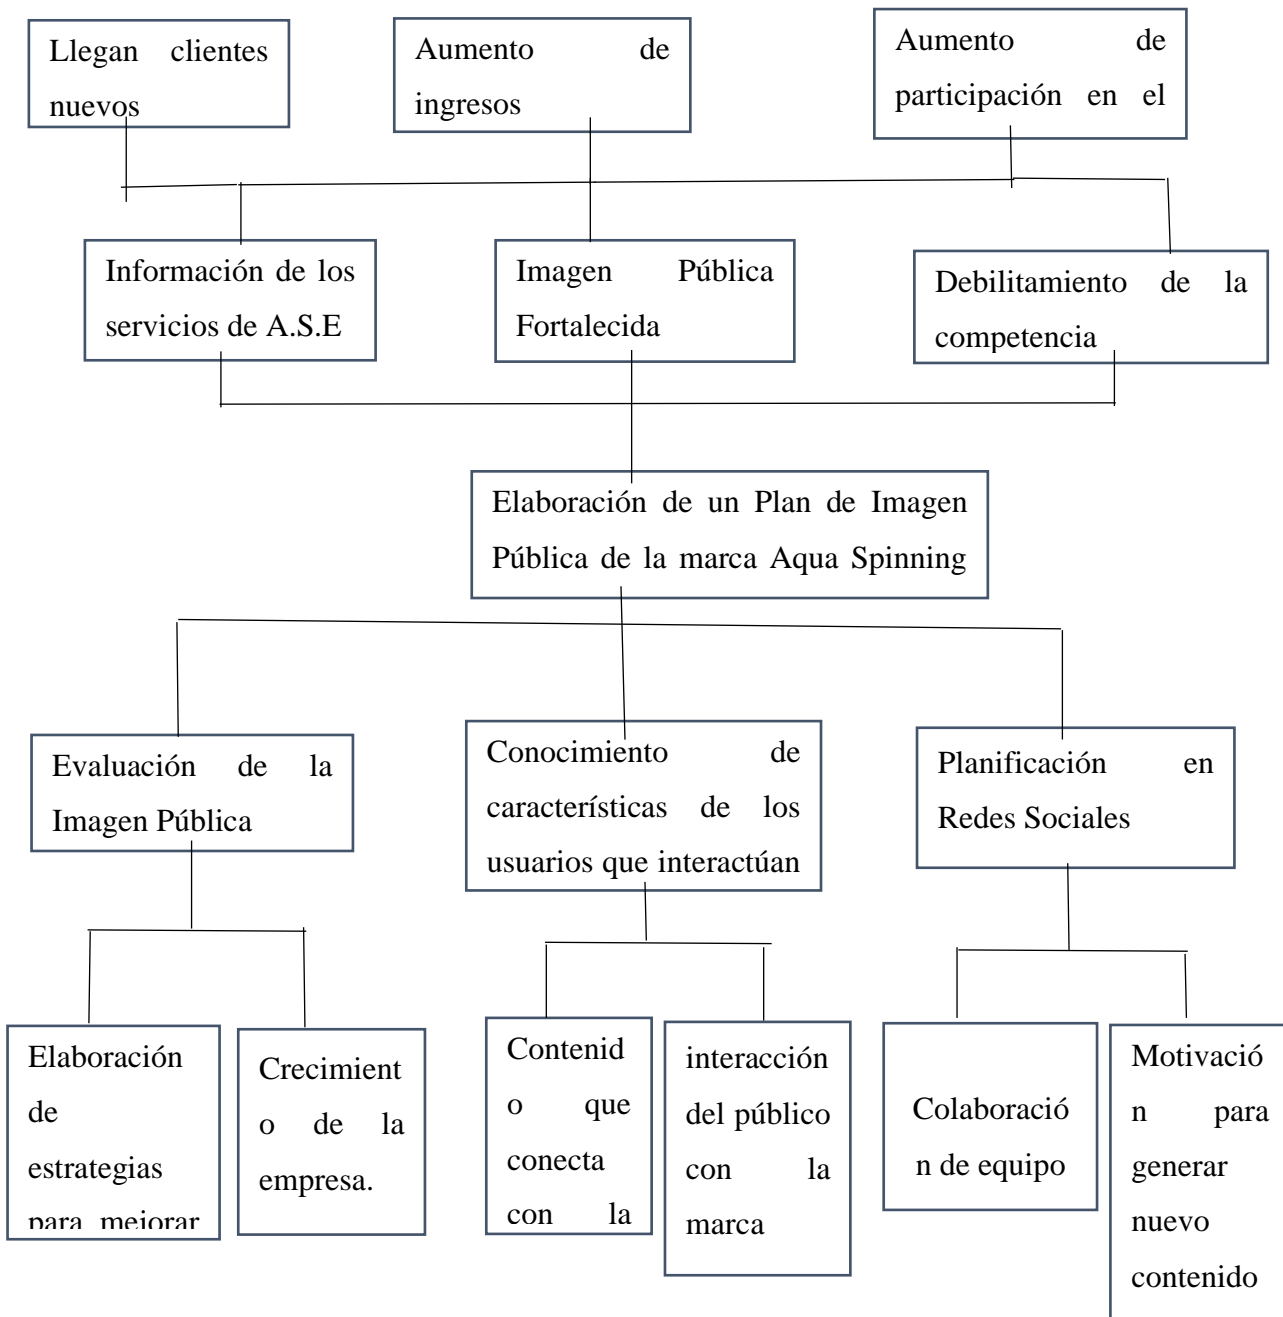 Llegan clientes
nuevos
Aumento de
ingresos
Aumento de
participación en el
Información de los
servicios de A.S.E
Imagen Pública
Fortalecida
Debilitamiento de la
competencia
Elaboración de un Plan de Imagen
Pública de la marca Aqua Spinning
Evaluación de la
Imagen Pública
Conocimiento de
características de los
usuarios que interactúan
Planificación en
Redes Sociales
Elaboración
de
estrategias
para mejorar
Crecimient
o de la
empresa.
Contenid
o que
conecta
con la
interacción
del público
con la
marca
Colaboració
n de equipo
Motivació
n para
generar
nuevo
contenido